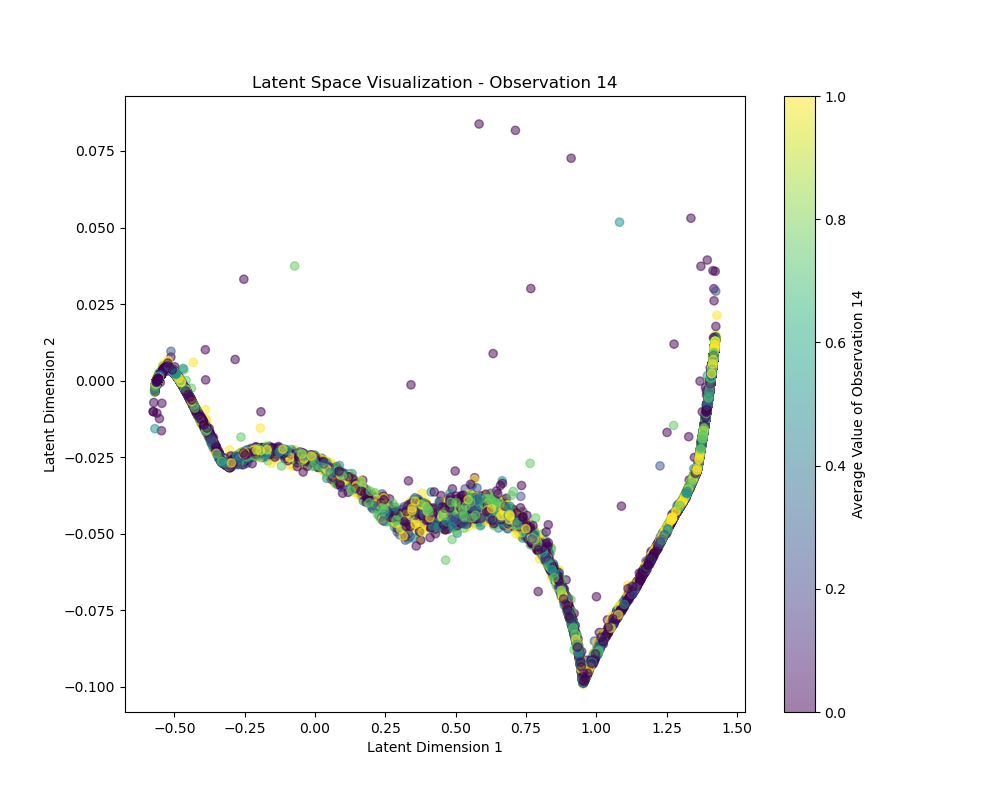 Latent Space Visualization - Observation 14
Latent Dimension 2
0.075
0.050
0.025
0.000
−0.025
−0.050
−0.075
−0.100
−0.50 −0.25 0.00 0.25 0.50 0.75 1.00 1.25 1.50
Latent Dimension 1
1.0
0.8
0.6
0.4
0.2
0.0
Average Value of Observation 14